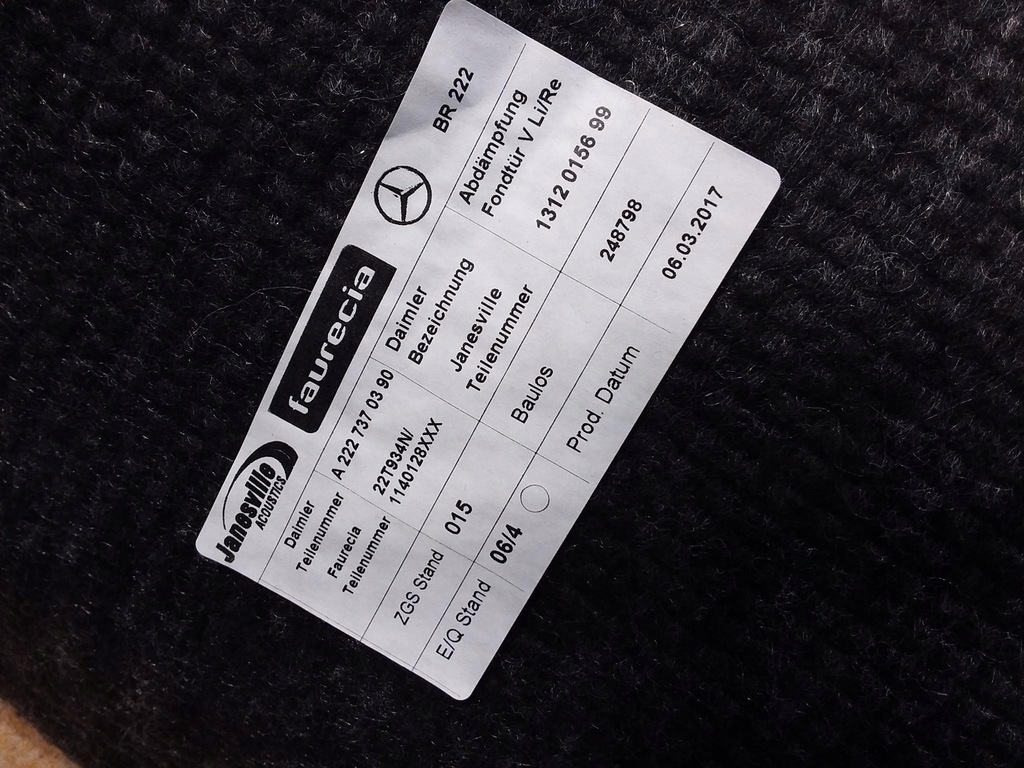 Janesville
ACOUSTICS
faurecia
BR 222
Daimler
Teilenummer
A 222 737 03 90
Daimler
Bezeichnung
Abdämpfung
Fondtür V Li/Re
Faurecia
Teilenummer
22T934N/
1140128XXX
Janesville
Teilenummer
1312 0156 99
ZGS Stand
015
Baulos
248798
E/Q Stand
06/4
Prod. Datum
06.03.2017